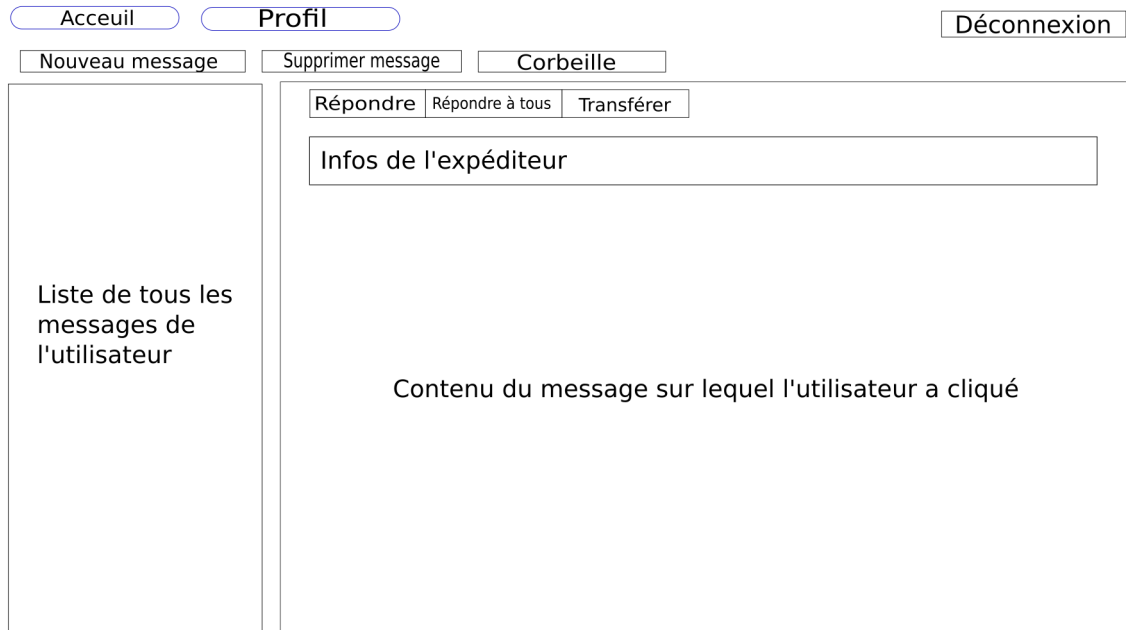 Acceuil
Profil
Déconnexion
Nouveau message
Supprimer message
Corbeille
Répondre
Répondre à tous
Transférer
Infos de l'expéditeur
Liste de tous les
messages de
l'utilisateur
Contenu du message sur lequel l'utilisateur a cliqué